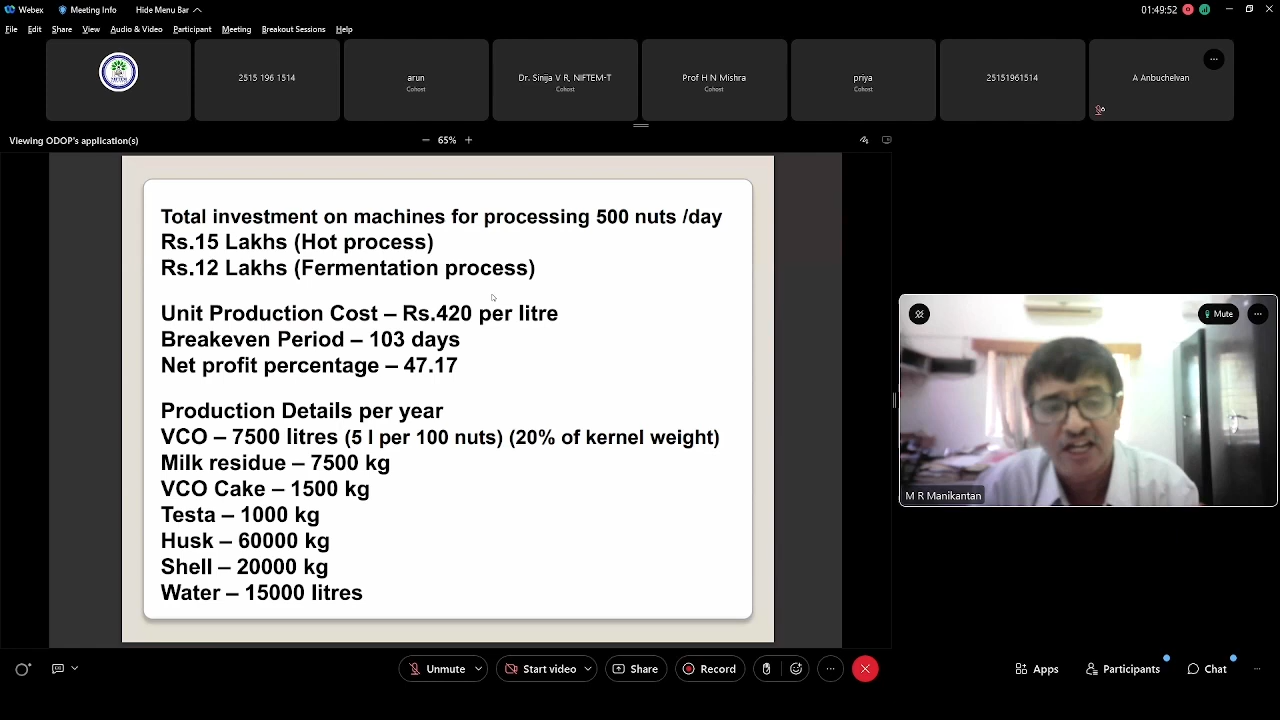 Webex
Meeting Info
Hide Menu Bar
01:49:52
File Edit Share View Audio & Video Participant Meeting Breakout Sessions Help
2515 196 1514
arun
Cohost
Dr. Sinija V R, NIFTEM-T
Cohost
Prof H N Mishra
Cohost
priya
Cohost
25151961514
A Anbuchelvan
Viewing ODOP's application(s)
65%
Total investment on machines for processing 500 nuts /day
Rs.15 Lakhs (Hot process)
Rs.12 Lakhs (Fermentation process)
Unit Production Cost – Rs.420 per litre
Breakeven Period – 103 days
Net profit percentage – 47.17
Production Details per year
VCO – 7500 litres (5 l per 100 nuts) (20% of kernel weight)
Milk residue – 7500 kg
VCO Cake – 1500 kg
Testa – 1000 kg
Husk – 60000 kg
Shell – 20000 kg
Water – 15000 litres
Mute
M R Manikantan
Unmute
Start video
Share
Record
Apps
Participants
Chat